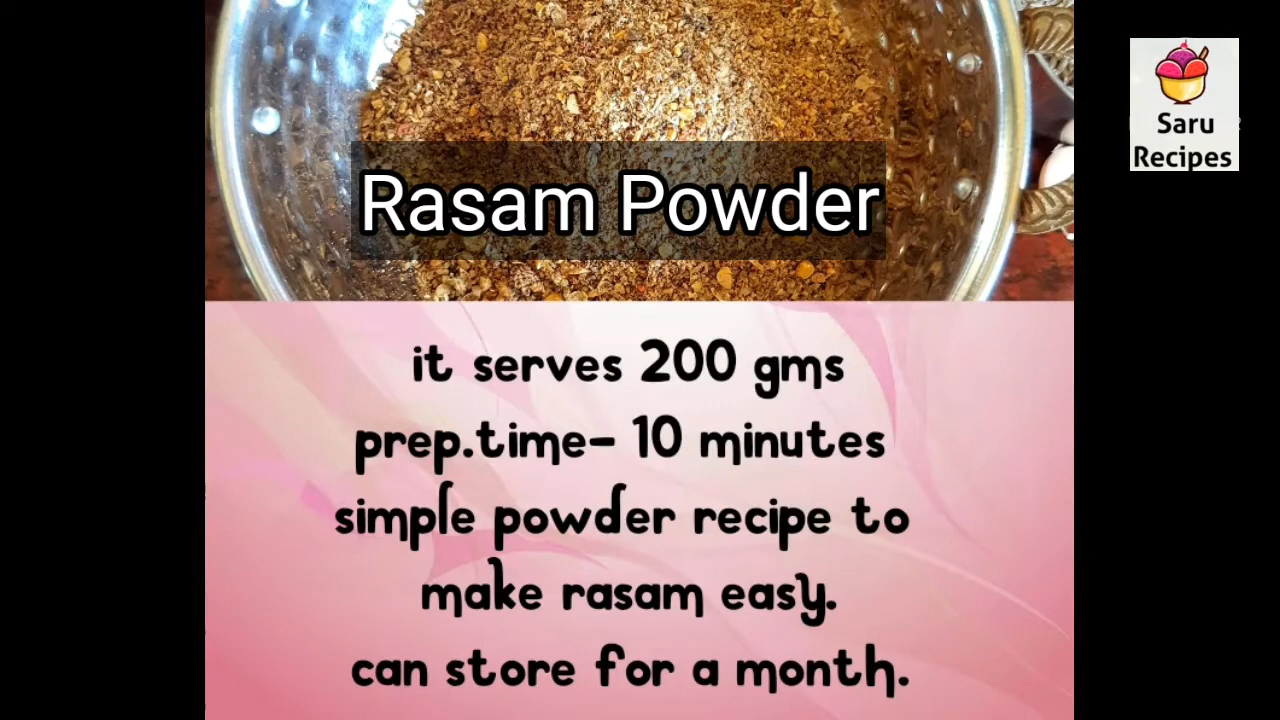 Rasam Powder
Saru
Recipes
it serves 200 gms
prep.time- 10 minutes
simple powder recipe to
make rasam easy.
can store for a month.